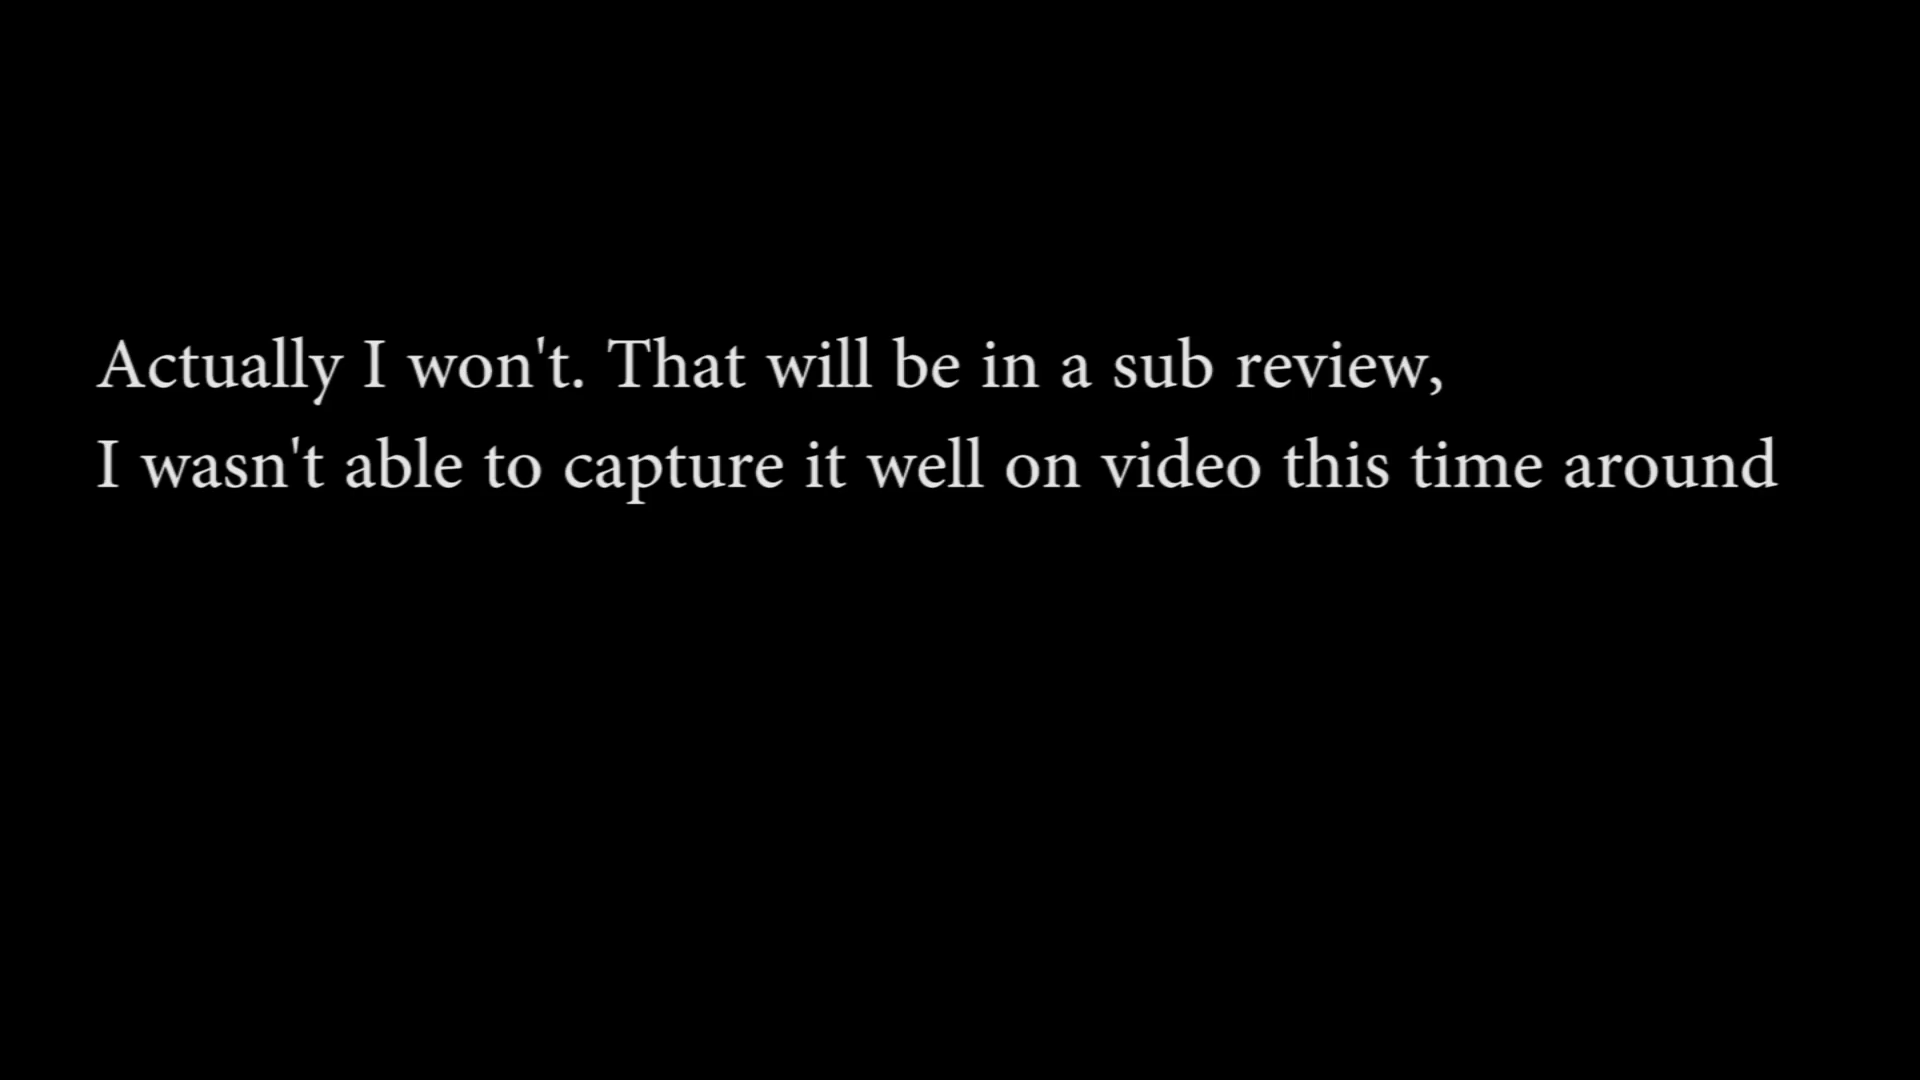 Actually I won't. That will be in a sub review,
I wasn't able to capture it well on video this time around